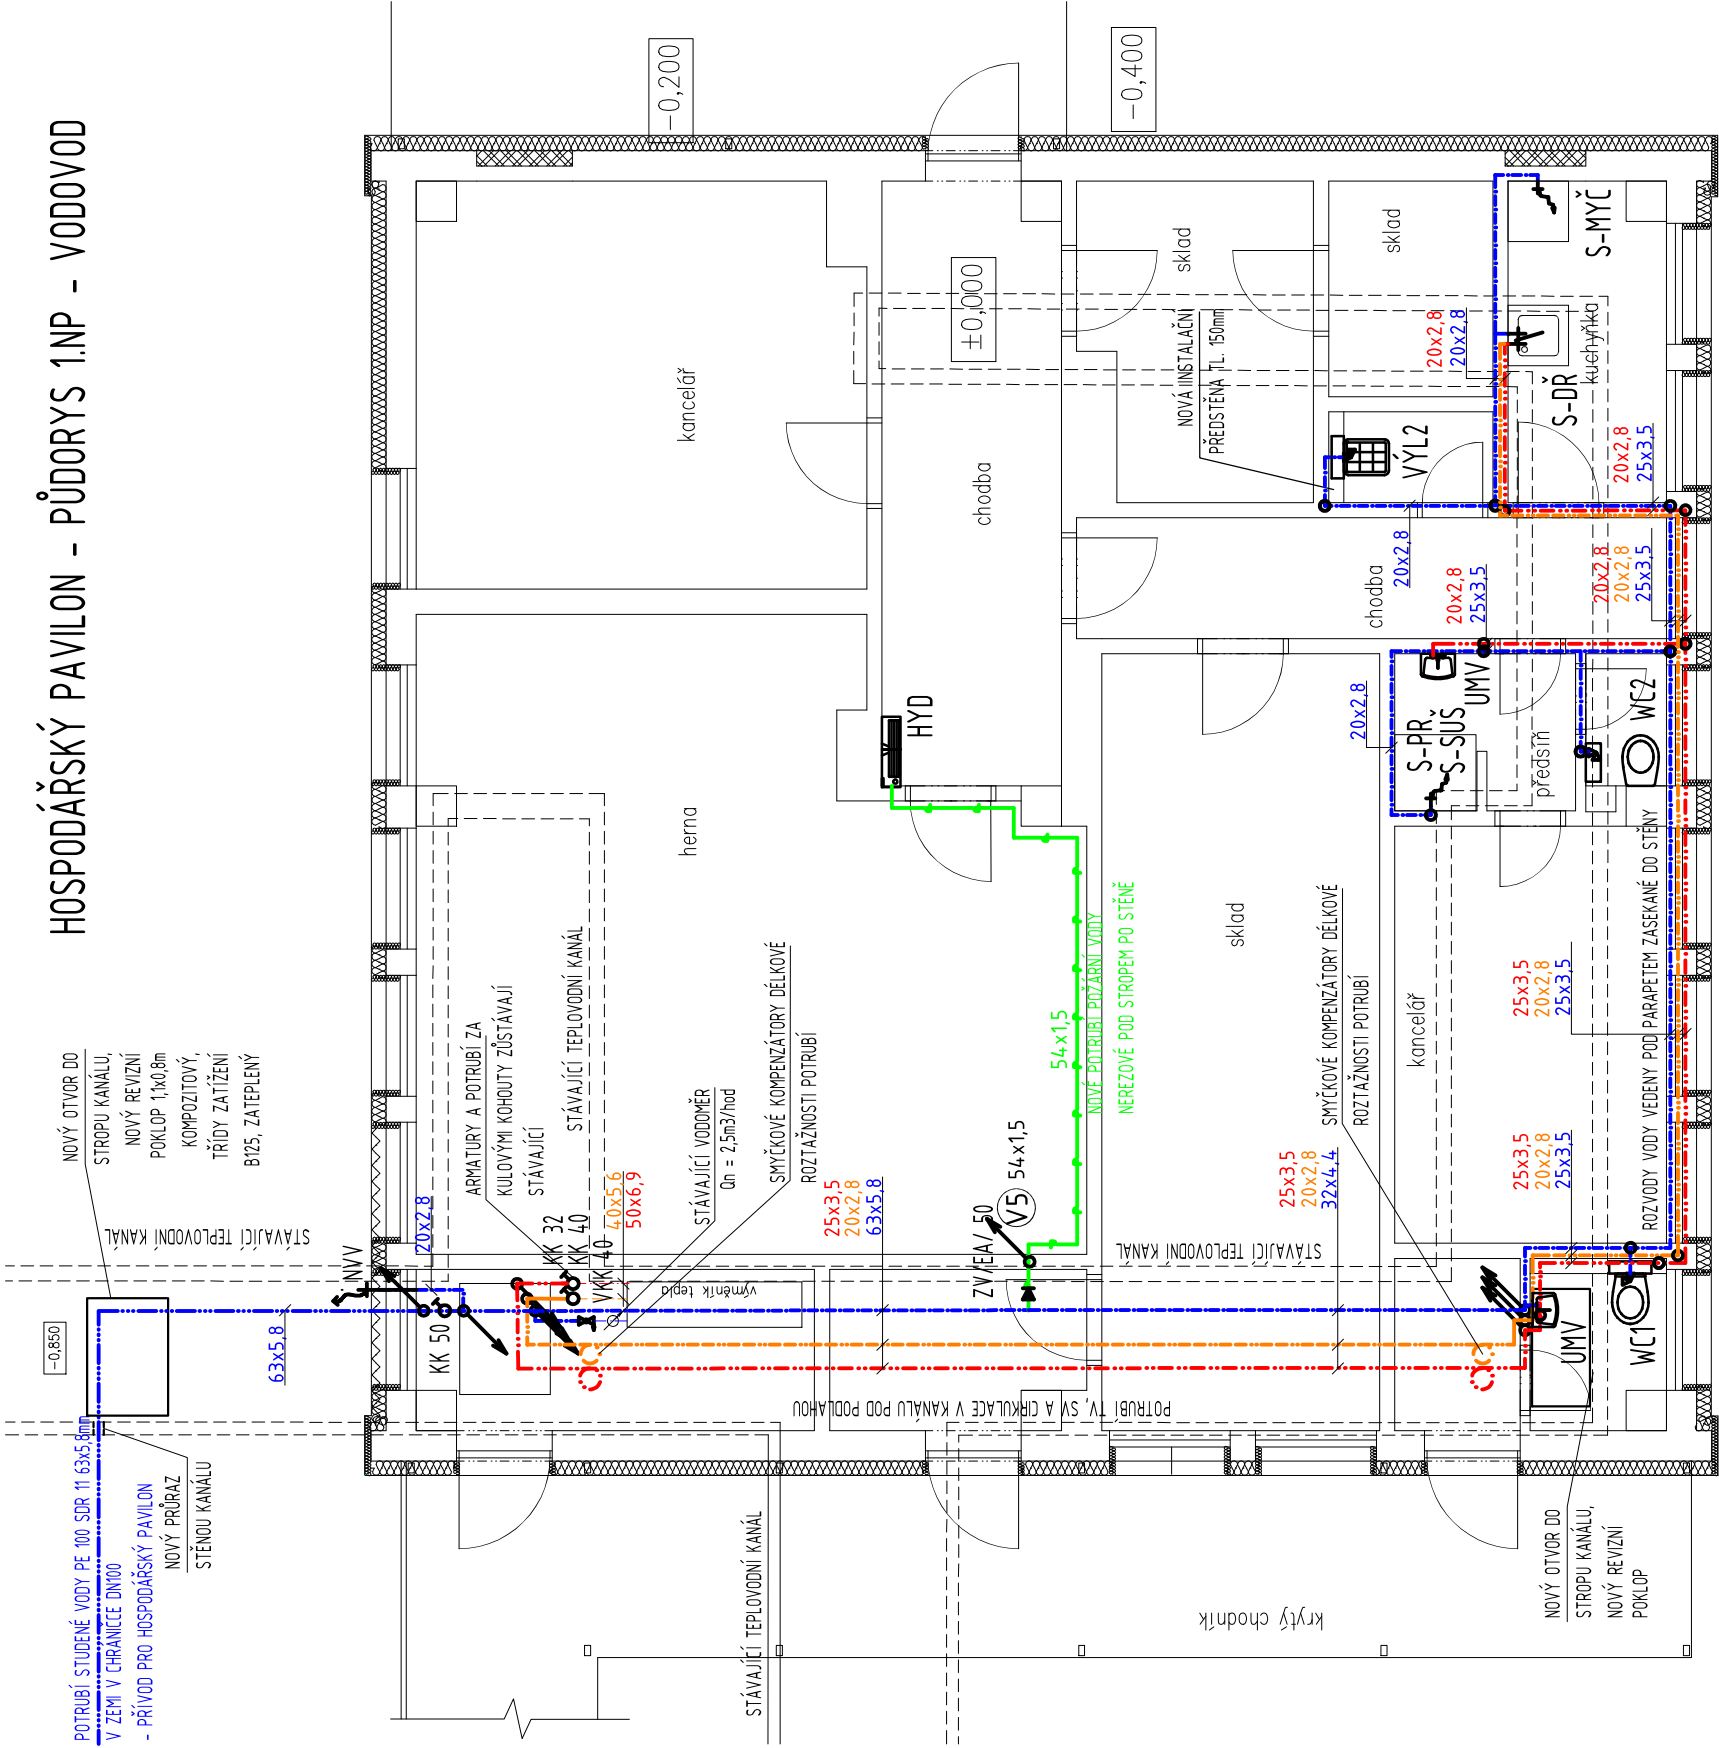 HOSPODÁŘSKÝ PAVILON - PŮDORYS 1.NP - VODOVOD
POTRUBÍ STUDENÉ VODY PE 100 SDR 11 63x5,8mm
V ZEMI V CHRÁNIČCE DN100
- PŘÍVOD PRO HOSPODÁŘSKÝ PAVILON
NOVÝ PRŮRAZ
STĚNOU KANÁLU
-0,850
NOVÝ OTVOR DO
STROPU KANÁLU,
NOVÝ REVIZNÍ
POKLOP 1,1x0,8m
KOMPOZITOVÝ,
TŘÍDY ZATÍŽENÍ
B125, ZATEPLENÝ
STÁVAJÍCÍ TEPLOVODNÍ KANÁL
63x5,8
NVV
20x2,8
KK 50
ARMATURY A POTRUBÍ ZA
KULOVÝMI KOHOUTY ZŮSTÁVAJÍ
STÁVAJÍCÍ
STÁVAJÍCÍ TEPLOVODNÍ KANÁL
KK 32
KK 40
VKK 40
40x5,6
50x6,9
výměník tepla
STÁVAJÍCÍ VODOMĚR
Qn = 2,5m3/hod
SMYČKOVÉ KOMPENZÁTORY DÉLKOVÉ
ROZTAŽNOSTI POTRUBÍ
25x3,5
20x2,8
63x5,8
herna
kancelář
-0,200
-0,400
±0,000
chodba
HYD
ZV/EA/ 50
V5 54x1,5
54x1,5
NOVÉ POTRUBÍ POŽÁRNÍ VODY
NEREZOVÉ POD STROPEM PO STĚNĚ
STÁVAJÍCÍ TEPLOVODNÍ KANÁL
POTRUBÍ TV, SV A CIRKULACE V KANÁLU POD PODLAHOU
STÁVAJÍCÍ TEPLOVODNÍ KANÁL
krytý chodník
sklad
sklad
sklad
NOVÁ INSTALAČNÍ
PŘEDSTĚNA TL. 150mm
VÝL2
20x2,8
20x2,8
S-DŘ
kuchyňka
S-MYČ
20x2,8
25x3,5
20x2,8
chodba
20x2,8
25x3,5
20x2,8
20x2,8
25x3,5
20x2,8
S-PR
S-SUŠ
UMV
předsíň
WC2
SMYČKOVÉ KOMPENZÁTORY DÉLKOVÉ
ROZTAŽNOSTI POTRUBÍ
25x3,5
20x2,8
32x4,4
kancelář
25x3,5
20x2,8
25x3,5
25x3,5
20x2,8
25x3,5
ROZVODY VODY VEDENY POD PARAPETEM ZASEKANÉ DO STĚNY
UMV
WC1
NOVÝ OTVOR DO
STROPU KANÁLU,
NOVÝ REVIZNÍ
POKLOP